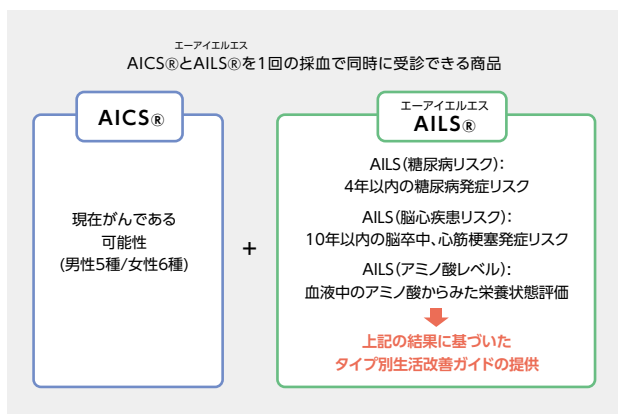 エーアイエルエス
AICS®とAILS®を1回の採血で同時に受診できる商品
AICS®
現在がんである
可能性
(男性5種/女性6種)
+
エーアイエルエス
AILS®
AILS(糖尿病リスク):
4年以内の糖尿病発症リスク
AILS(脳心疾患リスク):
10年以内の脳卒中、心筋梗塞発症リスク
AILS(アミノ酸レベル):
血液中のアミノ酸からみた栄養状態評価
上記の結果に基づいた
タイプ別生活改善ガイドの提供